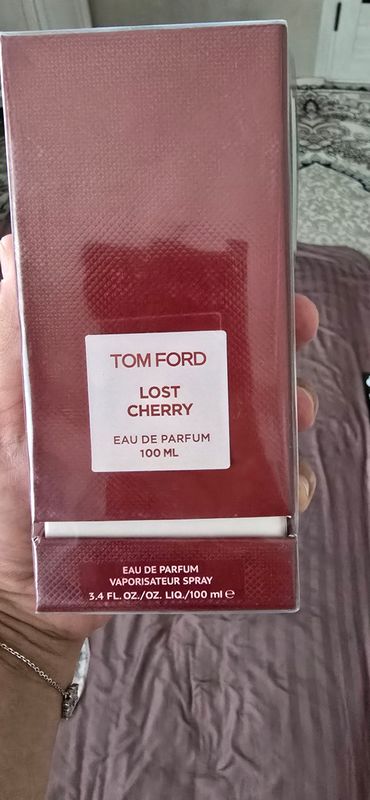 TOM FORD
LOST
CHERRY
EAU DE PARFUM
100 ML
EAU DE PARFUM
VAPORISATEUR SPRAY
3.4 FL. OZ./OZ. LIQ./100 ml ℮